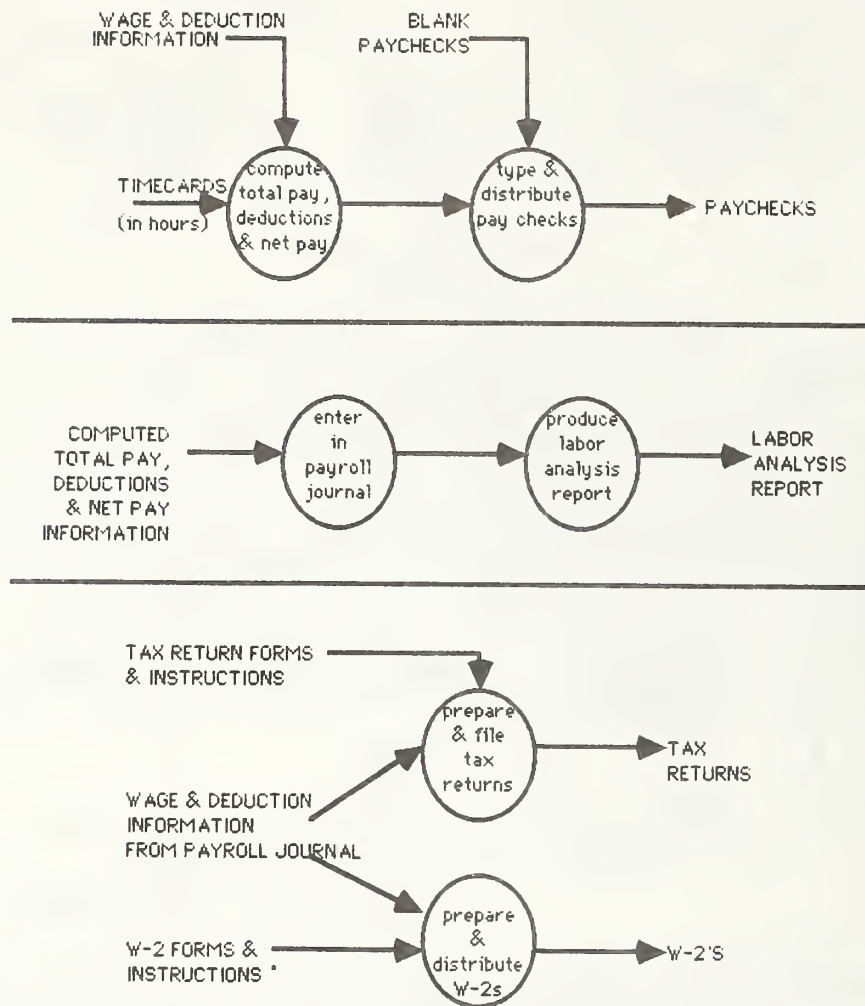 WAGE & DEDUCTION
INFORMATION
BLANK
PAYCHECKS
TIMECARDS
(in hours)
compute
total pay,
deductions
& net pay
type &
distribute
pay checks
PAYCHECKS
COMPUTED
TOTAL PAY,
DEDUCTIONS
& NET PAY
INFORMATION
enter
in
payroll
journal
produce
labor
analysis
report
LABOR
ANALYSIS
REPORT
TAX RETURN FORMS
& INSTRUCTIONS
prepare
& file
tax
returns
TAX
RETURNS
WAGE & DEDUCTION
INFORMATION
FROM PAYROLL JOURNAL
W-2 FORMS &
INSTRUCTIONS
prepare
&
distribute
W-2s
W-2'S